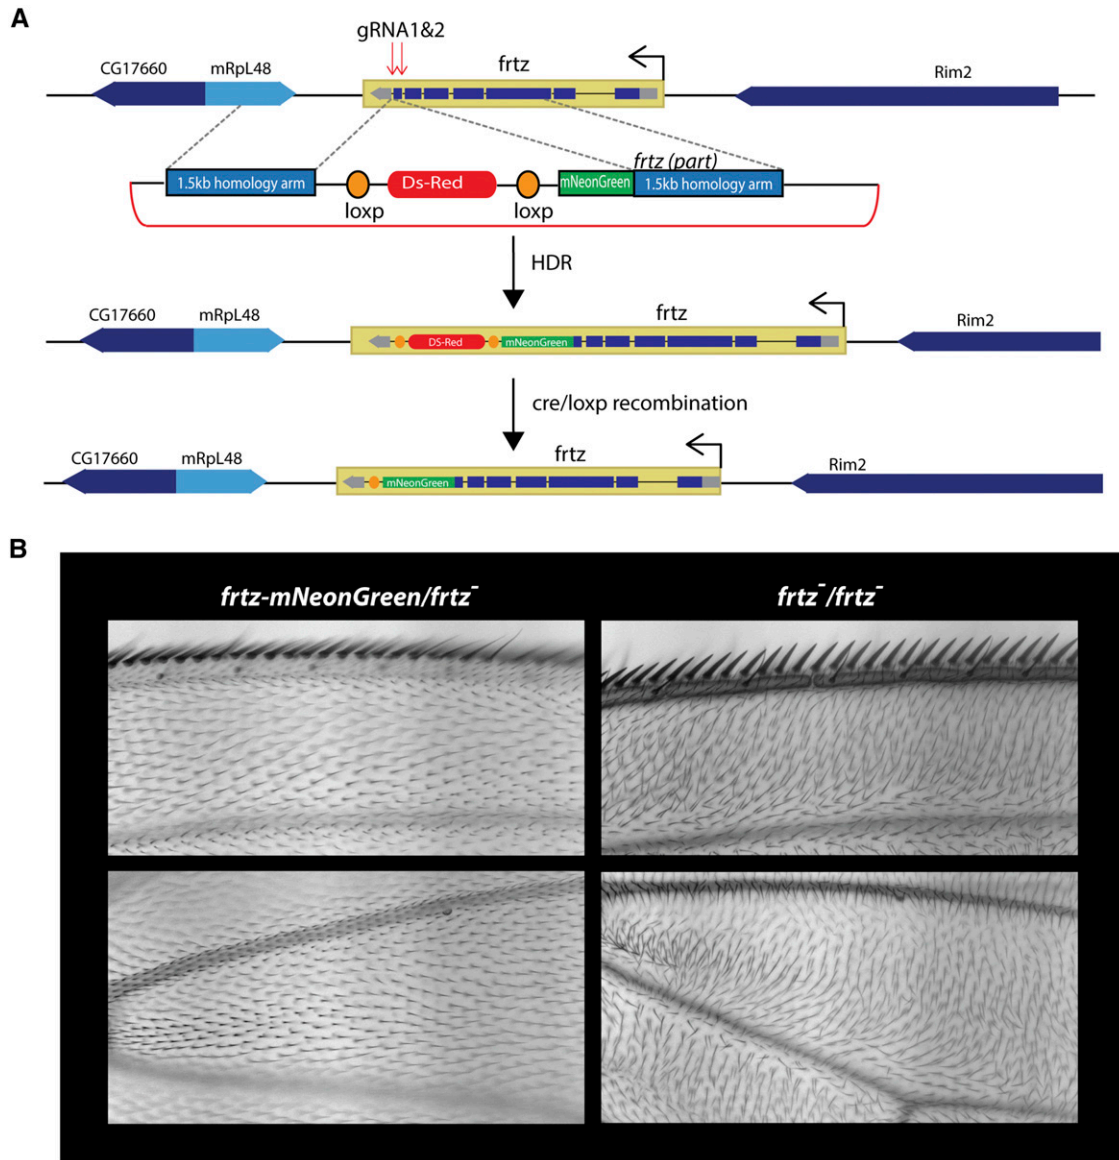 A
gRNA1&2
CG17660 mRpL48 frtz Rim2
frtz (part)
1.5kb homology arm Ds-Red mNeonGreen 1.5kb homology arm
loxp loxp
HDR
CG17660 mRpL48 frtz Rim2
DS-Red mNeonGreen
cre/loxp recombination
CG17660 mRpL48 frtz Rim2
mNeonGreen
B
frtz-mNeonGreen/frtz⁻ frtz⁻/frtz⁻